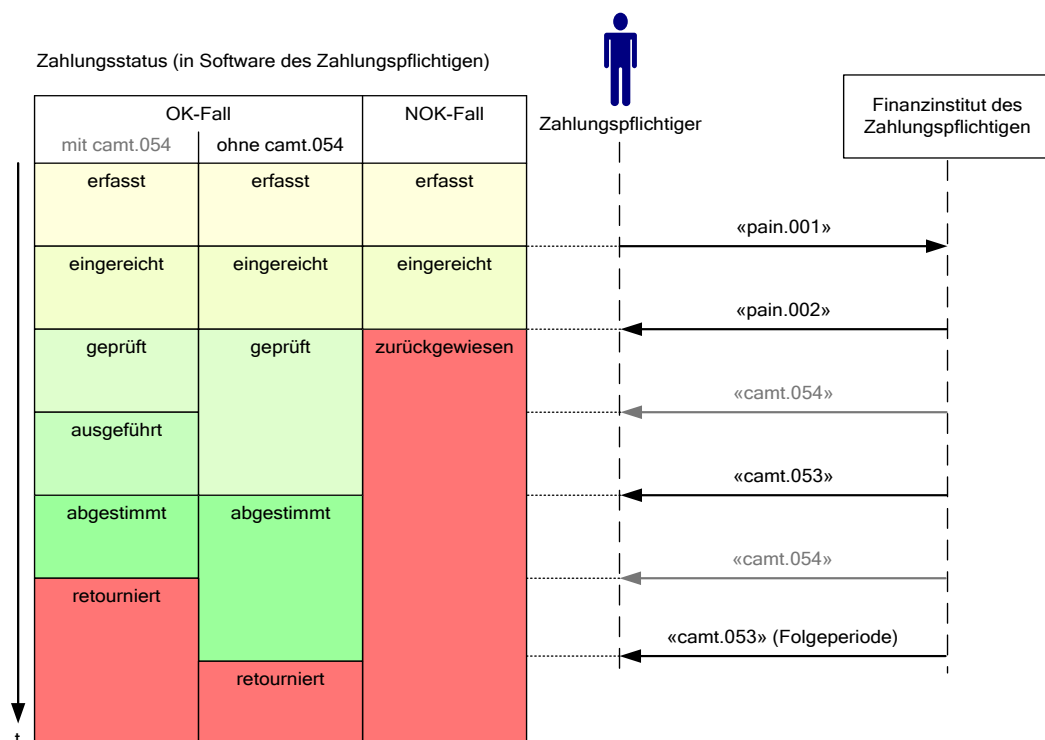 Zahlungsstatus (in Software des Zahlungspflichtigen)
OK-Fall
NOK-Fall
mit camt.054
ohne camt.054
Zahlungspflichtiger
Finanzinstitut des
Zahlungspflichtigen
erfasst
erfasst
erfasst
«pain.001»
eingereicht
eingereicht
eingereicht
«pain.002»
geprüft
geprüft
zurückgewiesen
«camt.054»
ausgeführt
«camt.053»
abgestimmt
abgestimmt
«camt.054»
retourniert
«camt.053» (Folgeperiode)
retourniert
t